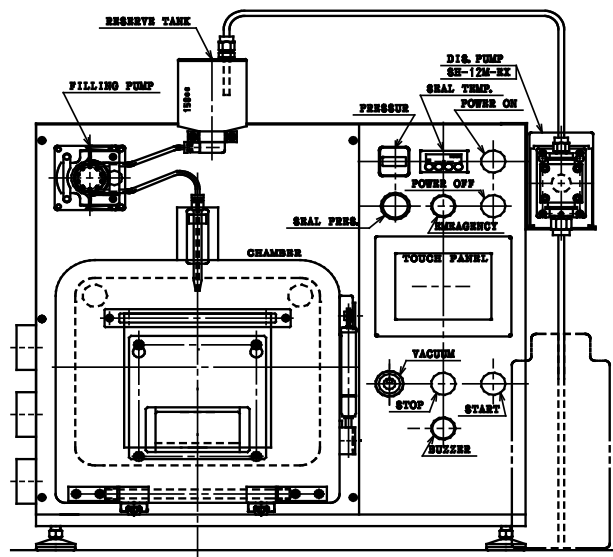 RESERVE TANK
DIS. PUMP
SH-12M-EX
FILLING PUMP
SEAL TEMP.
PRESSUR
POWER ON
150cc
POWER OFF
SEAL PRES.
EMERAGENCY
CHAMBER
TOUCH PANEL
VACUUM
STOP
START
BUZZER